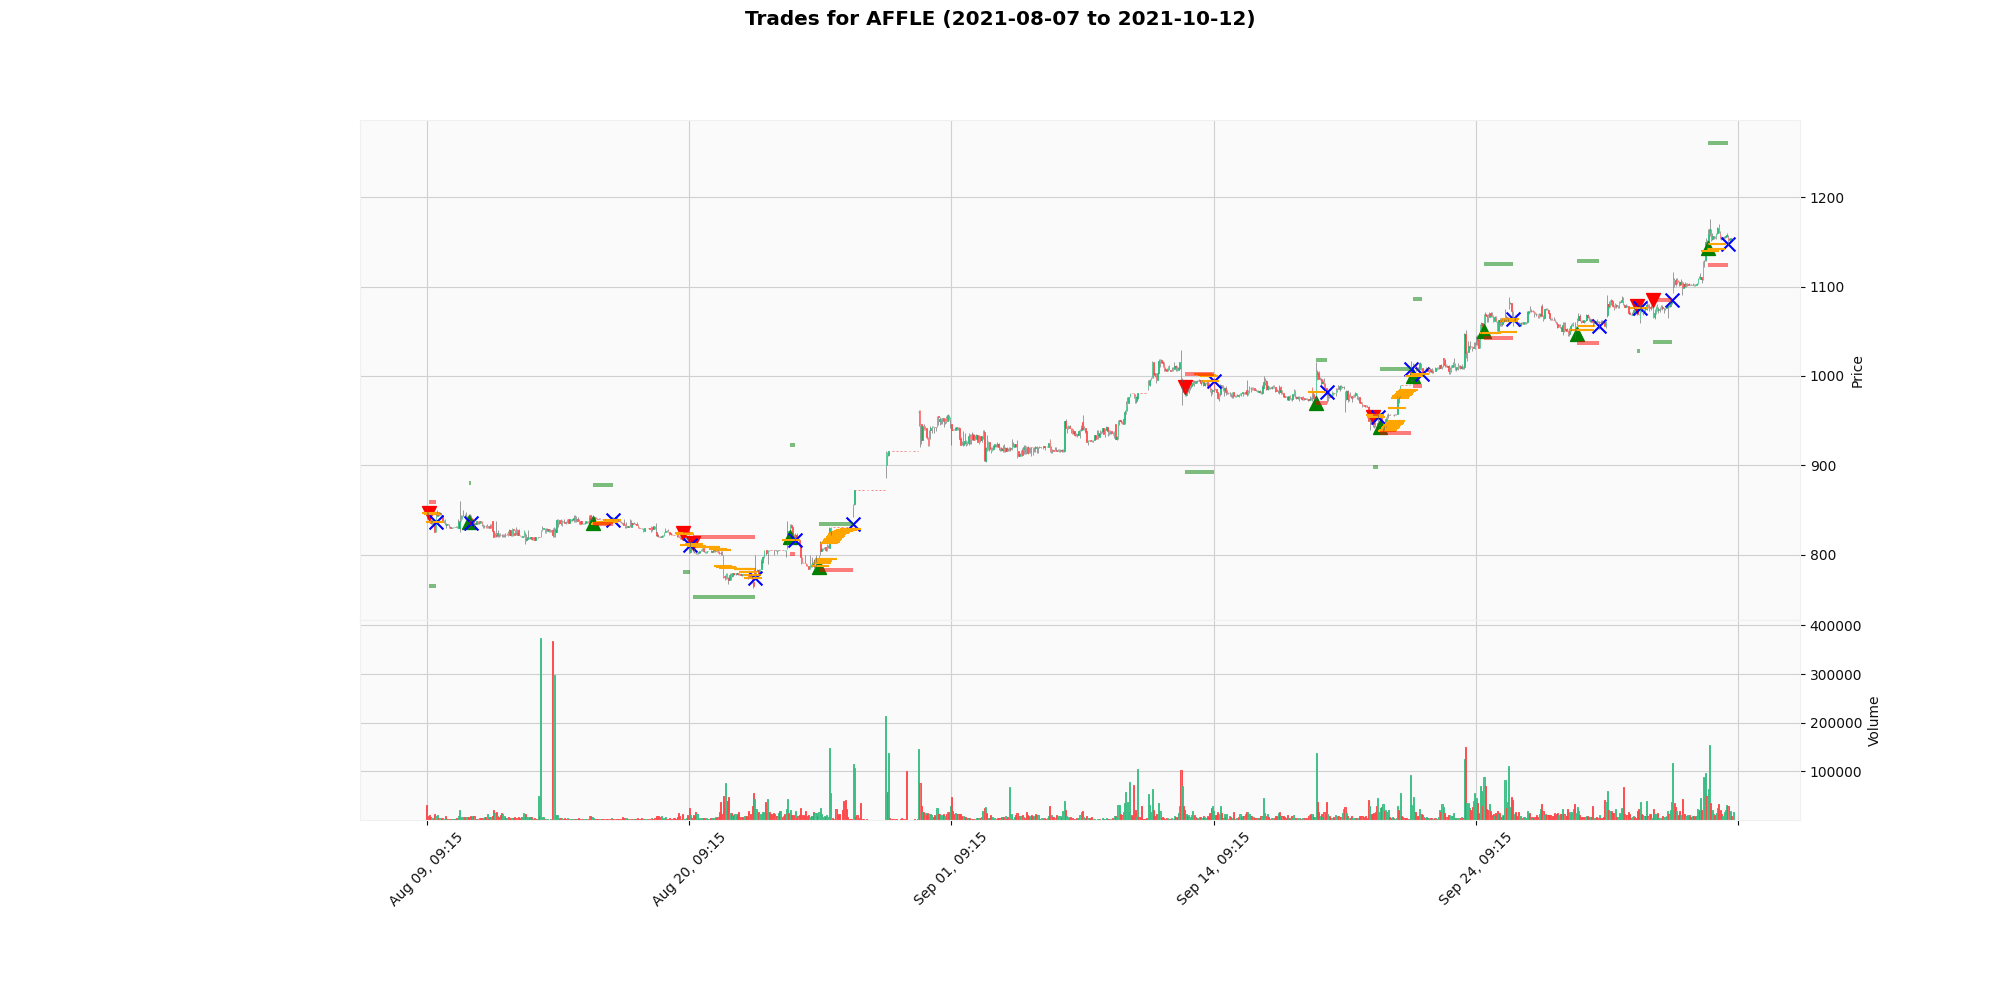 Trades for AFFLE (2021-08-07 to 2021-10-12)
1200
1100
1000
900
800
Price
400000
300000
200000
100000
Volume
Aug 09, 09:15
Aug 20, 09:15
Sep 01, 09:15
Sep 14, 09:15
Sep 24, 09:15